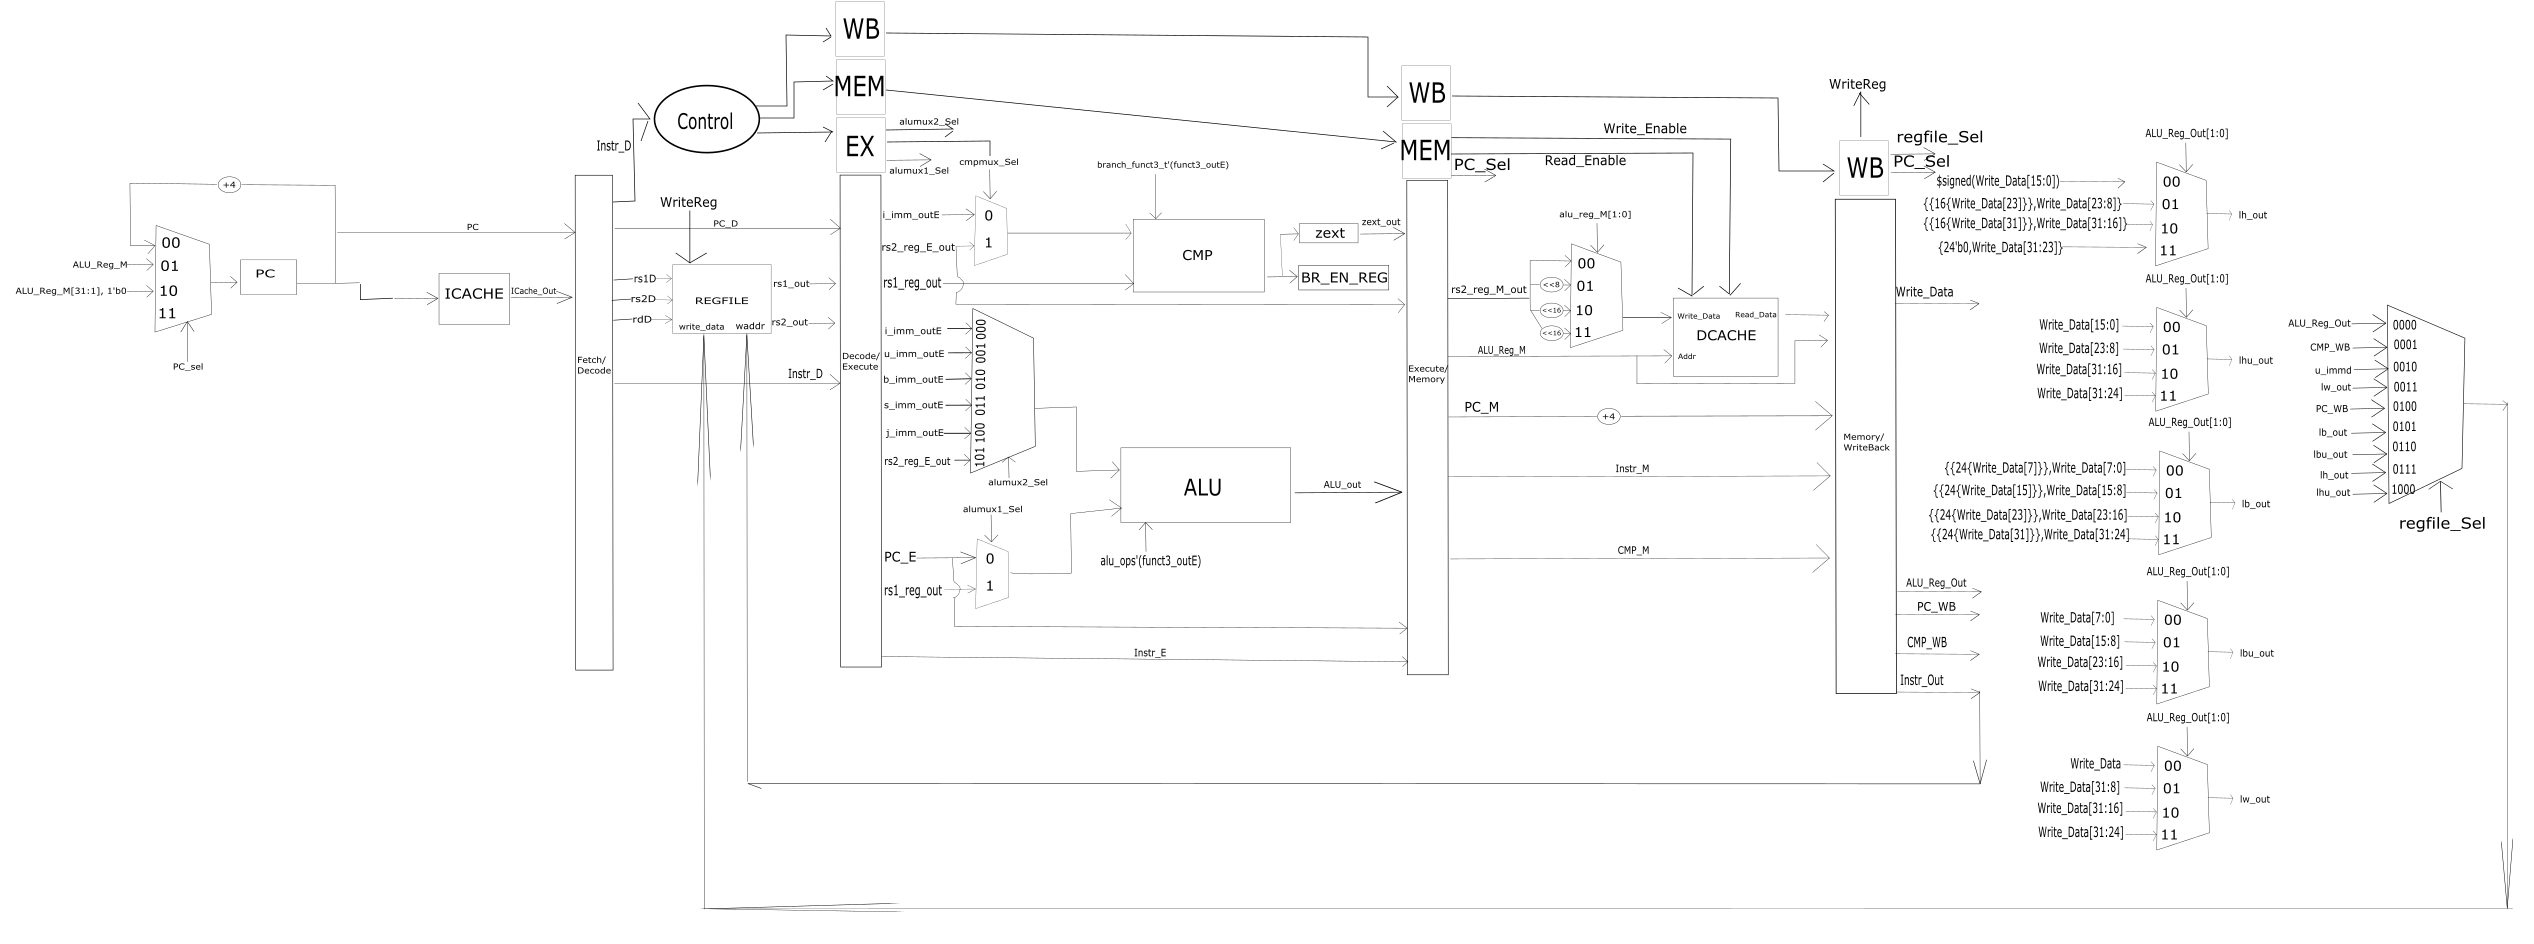 +4
00
01
10
11
ALU_Reg_M
ALU_Reg_M[31:1], 1'b0
PC_sel
PC
PC
ICACHE
ICache_Out
Fetch/
Decode
Instr_D
Control
WriteReg
PC_D
rs1D
rs2D
rdD
REGFILE
write_data
waddr
rs1_out
rs2_out
Instr_D
WB
MEM
EX
Decode/
Execute
alumux2_Sel
alumux1_Sel
cmpmux_Sel
i_imm_outE
rs2_reg_E_out
0
1
rs1_reg_out
branch_funct3_t'(funct3_outE)
CMP
zext
zext_out
BR_EN_REG
i_imm_outE
u_imm_outE
b_imm_outE
s_imm_outE
j_imm_outE
rs2_reg_E_out
101 100 011 010 001 000
alumux2_Sel
alumux1_Sel
PC_E
rs1_reg_out
0
1
ALU
ALU_out
alu_ops'(funct3_outE)
Instr_E
WB
MEM
PC_Sel
Execute/
Memory
Write_Enable
Read_Enable
alu_reg_M[1:0]
rs2_reg_M_out
<<8
<<16
<<16
00
01
10
11
Write_Data
Read_Data
DCACHE
Addr
ALU_Reg_M
PC_M
+4
Instr_M
CMP_M
WriteReg
WB
regfile_Sel
PC_Sel
Memory/
WriteBack
Write_Data
ALU_Reg_Out
PC_WB
CMP_WB
Instr_Out
ALU_Reg_Out[1:0]
$signed(Write_Data[15:0])
{{16{Write_Data[23]}},Write_Data[23:8]}
{{16{Write_Data[31]}},Write_Data[31:16]}
{24'b0,Write_Data[31:23]}
00
01
10
11
lh_out
ALU_Reg_Out[1:0]
Write_Data[15:0]
Write_Data[23:8]
Write_Data[31:16]
Write_Data[31:24]
00
01
10
11
lhu_out
ALU_Reg_Out[1:0]
{{24{Write_Data[7]}},Write_Data[7:0]
{{24{Write_Data[15]}},Write_Data[15:8]
{{24{Write_Data[23]}},Write_Data[23:16]
{{24{Write_Data[31]}},Write_Data[31:24]
00
01
10
11
lb_out
ALU_Reg_Out[1:0]
Write_Data[7:0]
Write_Data[15:8]
Write_Data[23:16]
Write_Data[31:24]
00
01
10
11
lbu_out
ALU_Reg_Out[1:0]
Write_Data
Write_Data[31:8]
Write_Data[31:16]
Write_Data[31:24]
00
01
10
11
lw_out
ALU_Reg_Out 0000
CMP_WB 0001
u_immd 0010
lw_out 0011
PC_WB 0100
lb_out 0101
lbu_out 0110
lh_out 0111
lhu_out 1000
regfile_Sel